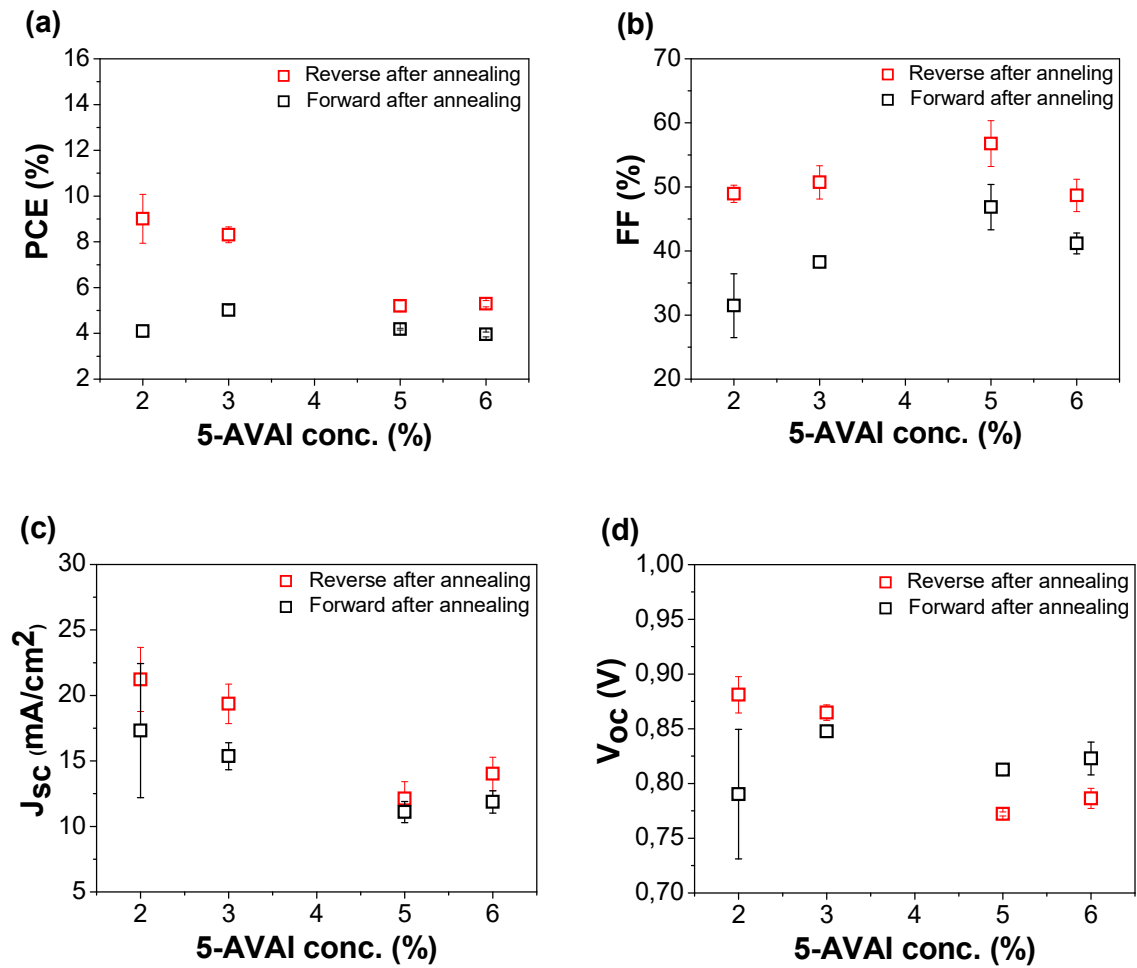 (a)
16
14
12
10
8
6
4
2
PCE (%)
Reverse after annealing
Forward after annealing
2 3 4 5 6
5-AVAI conc. (%)
(b)
70
60
50
40
30
20
FF (%)
Reverse after anneling
Forward after anneling
2 3 4 5 6
5-AVAI conc. (%)
(c)
30
25
20
15
10
5
JSC (mA/cm2
Reverse after annealing
Forward after annealing
2 3 4 5 6
5-AVAI conc. (%)
(d)
1,00
0,95
0,90
0,85
0,80
0,75
0,70
VOC (V)
Reverse after annealing
Forward after annealing
2 3 4 5 6
5-AVAI conc. (%)